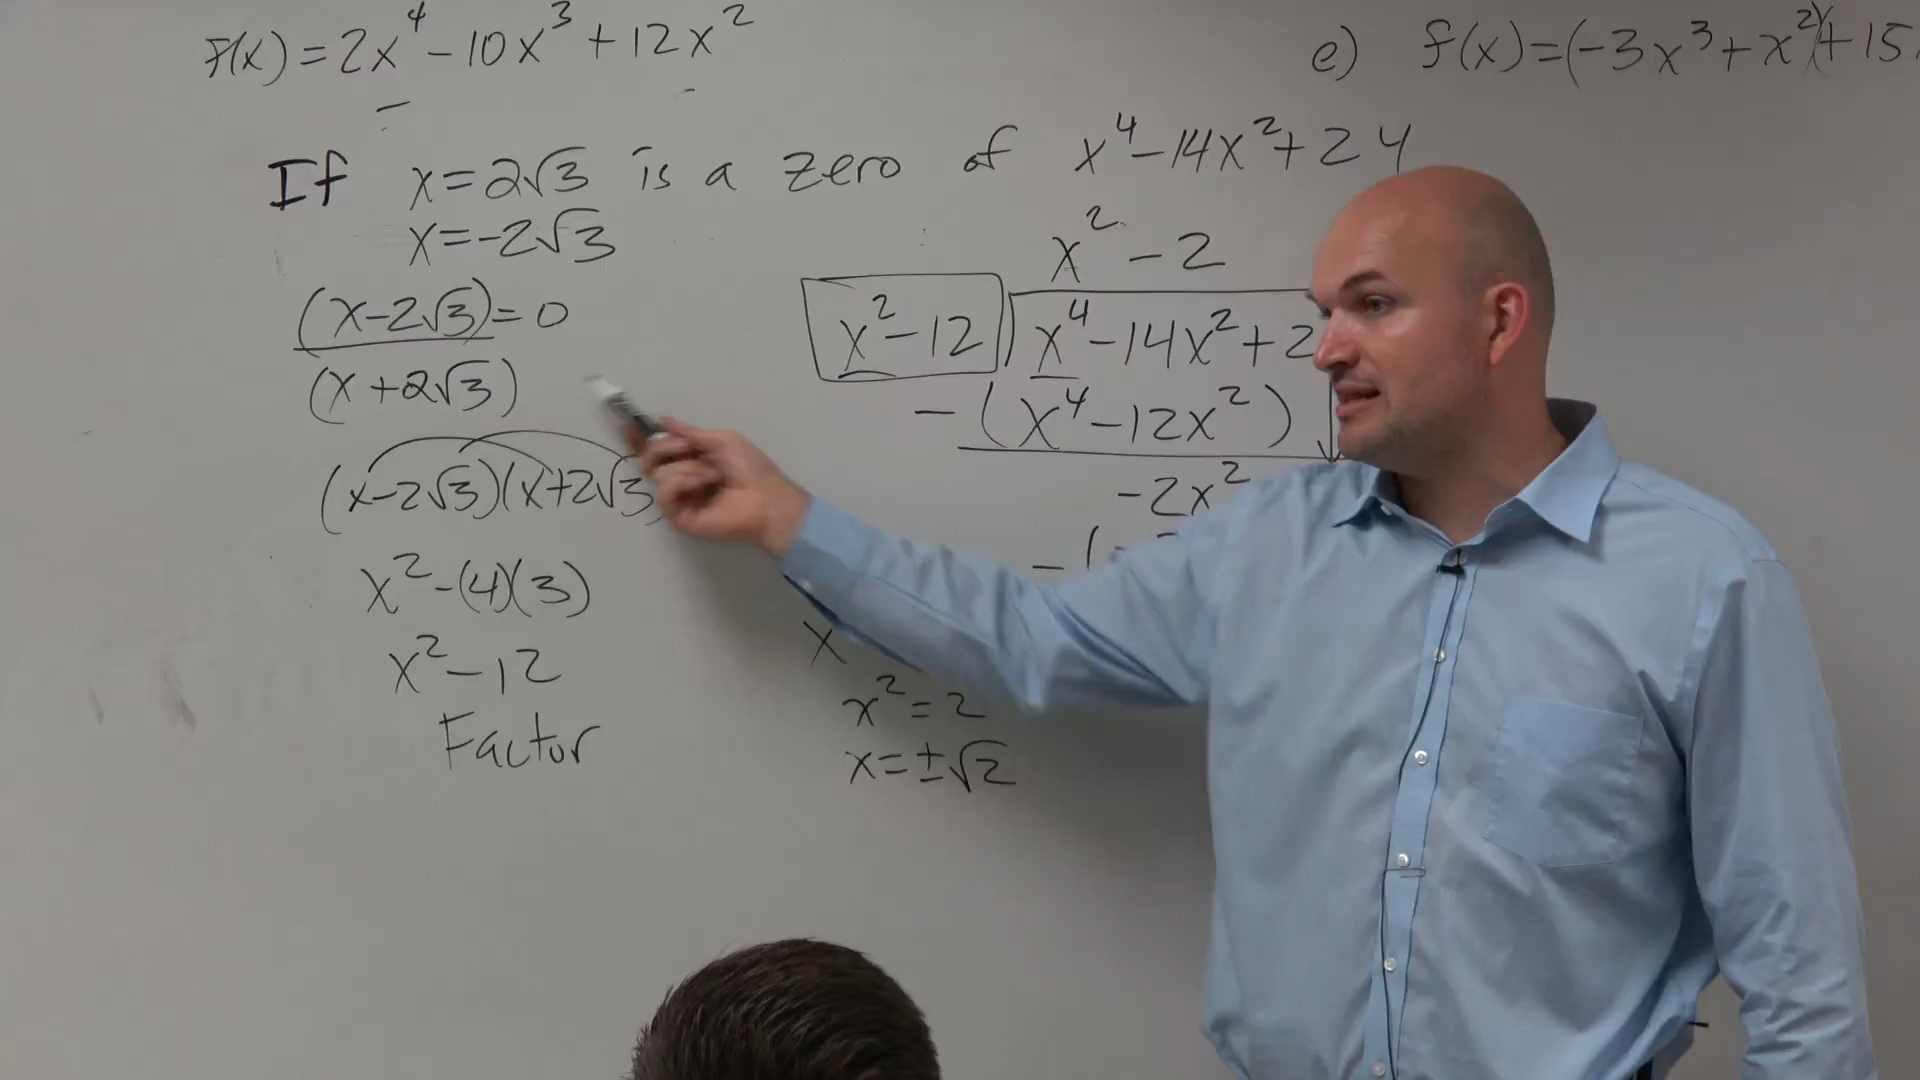 f(x) = 2x⁴ - 10x³ + 12x²
e) f(x) = (-3x³ + x²) + 15
If x = 2√3 is a zero of x⁴ - 14x² + 24
x = -2√3
(x - 2√3) = 0
(x + 2√3)
(x - 2√3)(x + 2√3
x² - (4)(3)
x² - 12
Factor
x² - 2
x² - 12 ) x⁴ - 14x² + 2
- (x⁴ - 12x²)
-2x²
- (-
x
x² = 2
x = ±√2